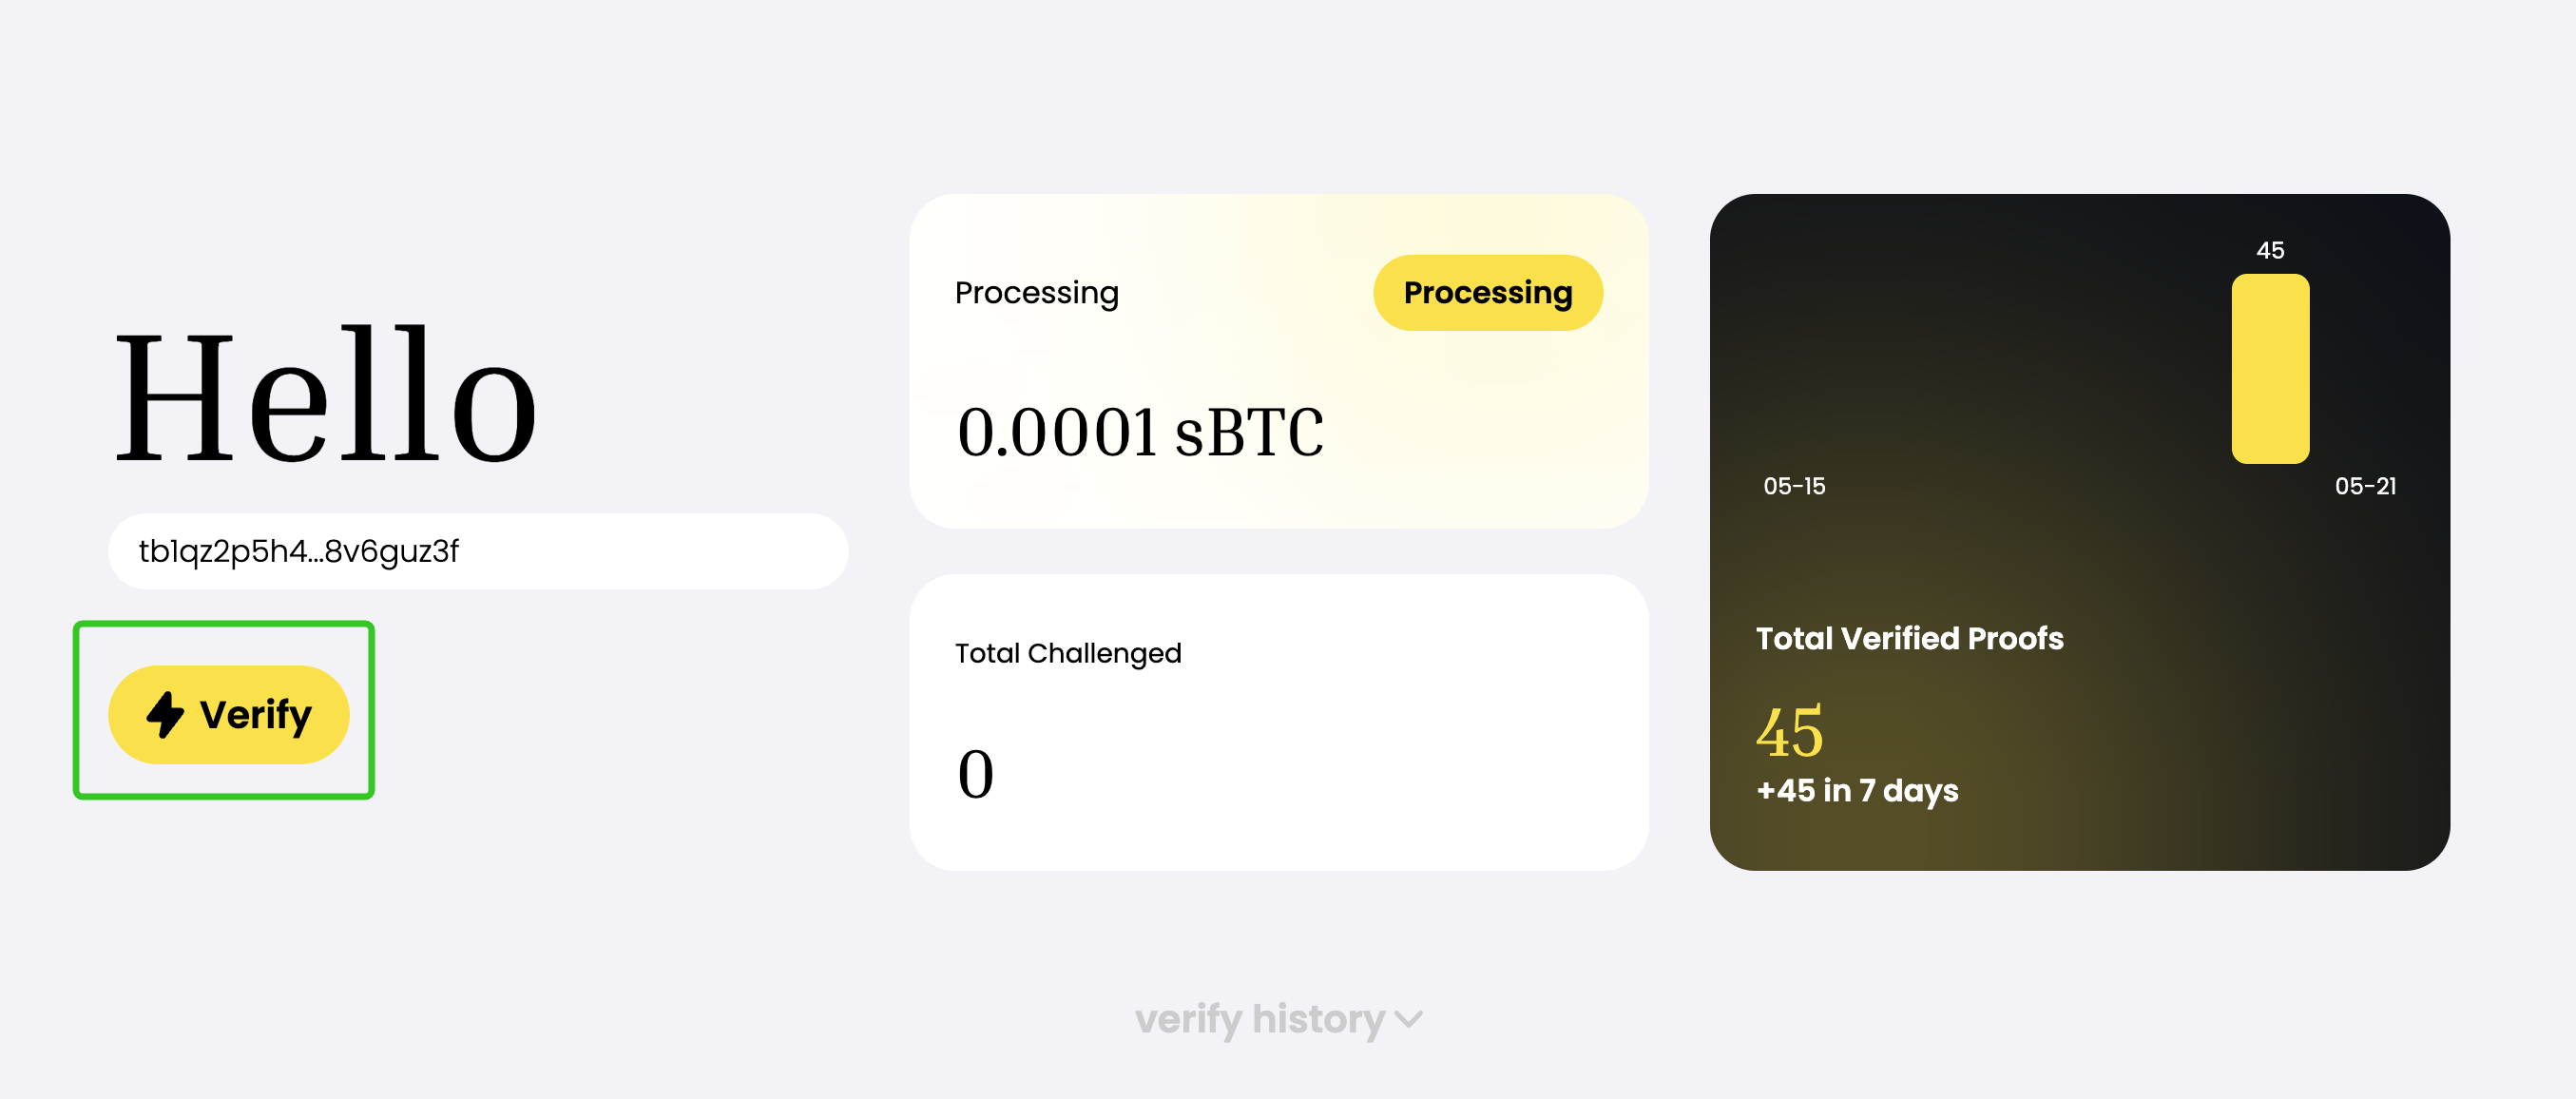 Hello
tb1qz2p5h4...8v6guz3f
Verify
Processing
Processing
0.0001 sBTC
Total Challenged
0
45
05-15
05-21
Total Verified Proofs
45
+45 in 7 days
verify history